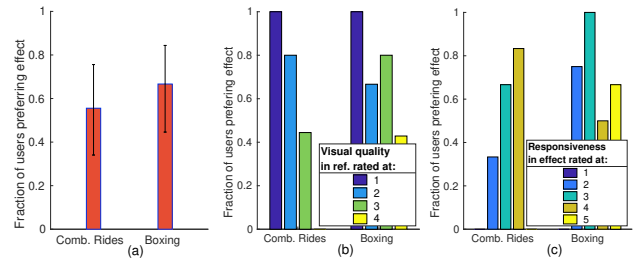 Fraction of users preferring effect
1
0.8
0.6
0.4
0.2
0
Comb. Rides Boxing
(a)
Fraction of users prefering effect
1
0.8
0.6
0.4
0.2
0
Visual quality
in ref. rated at:
1
2
3
4
Comb. Rides Boxing
(b)
Fraction of users prefering effect
1
0.8
0.6
0.4
0.2
0
Responsiveness
in effect rated at:
1
2
3
4
5
Comb. Rides Boxing
(c)